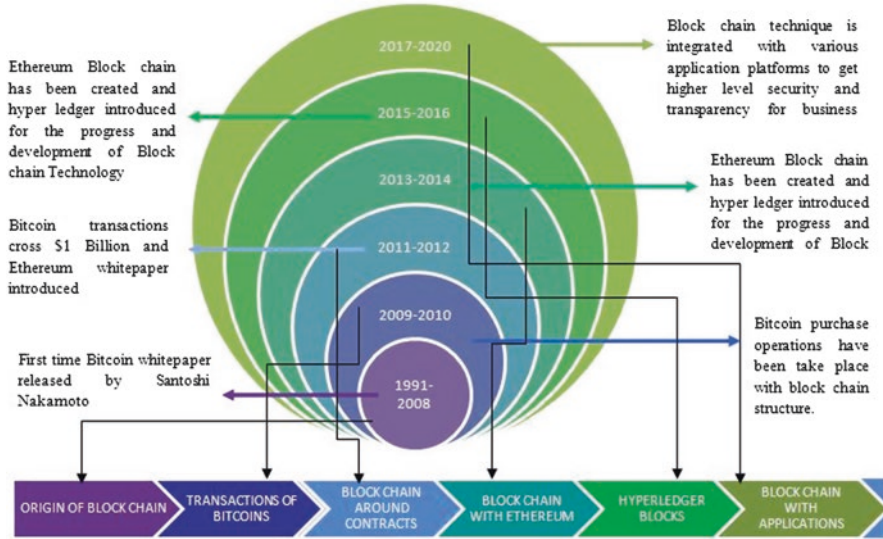 2017-2020
2015-2016
2013-2014
2011-2012
2009-2010
1991-
2008
Block chain technique is
integrated with various
application platforms to get
higher level security and
transparency for business
Ethereum Block chain
has been created and
hyper ledger introduced
for the progress and
development of Block
chain Technology
Ethereum Block chain
has been created and
hyper ledger introduced
for the progress and
development of Block
Bitcoin transactions
cross $1 Billion and
Ethereum whitepaper
introduced
Bitcoin purchase
operations have
been take place
with block chain
structure.
First time Bitcoin whitepaper
released by Santoshi
Nakamoto
ORIGIN OF BLOCK CHAIN
TRANSACTIONS OF
BITCOINS
BLOCK CHAIN
AROUND
CONTRACTS
BLOCK CHAIN
WITH ETHEREUM
HYPERLEDGER
BLOCKS
BLOCK CHAIN
WITH
APPLICATIONS